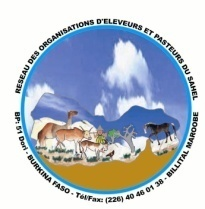 RESEAU DES ORGANISATIONS D'ELEVEURS ET PASTEURS DU SAHEL
BP: 51 Dori - BURKINA FASO - Tél/Fax: (226) 40 46 01 38 - BILLITAL MAROOBE